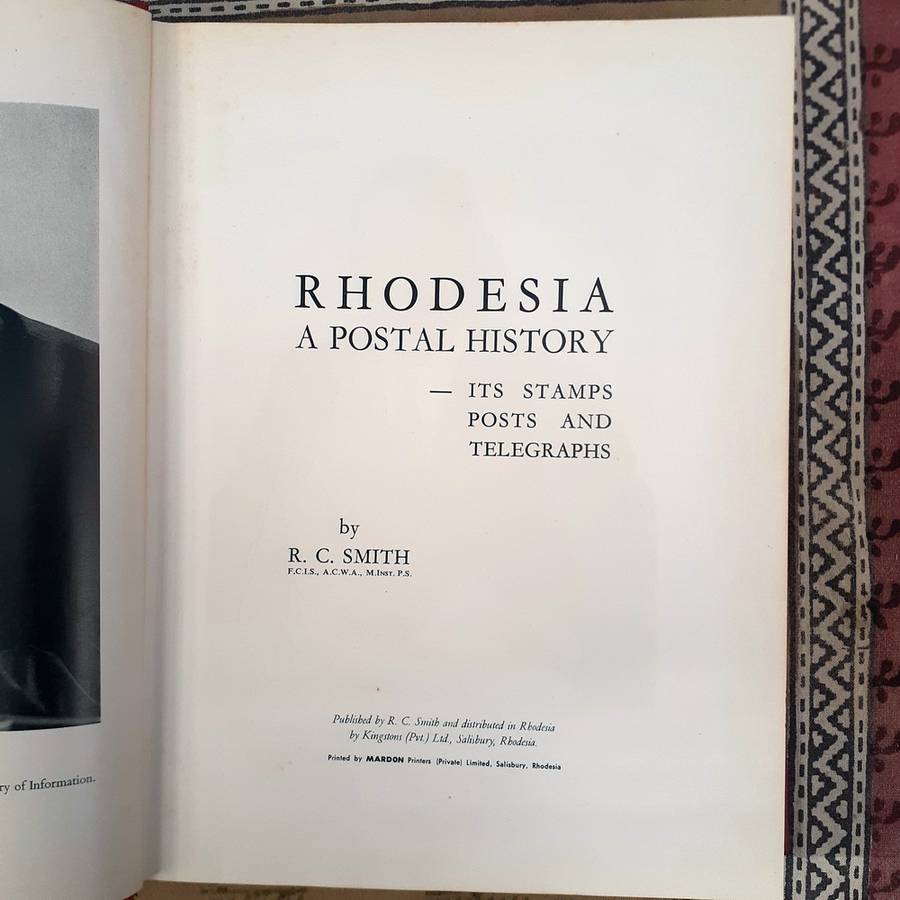 ry of Information.
RHODESIA
A POSTAL HISTORY
— ITS STAMPS
POSTS AND
TELEGRAPHS
by
R. C. SMITH
F.C.I.S., A.C.W.A., M.INST. P.S.
Published by R. C. Smith and distributed in Rhodesia
by Kingstons (Pvt.) Ltd., Salisbury, Rhodesia.
Printed by MARDON Printers (Private) Limited, Salisbury, Rhodesia